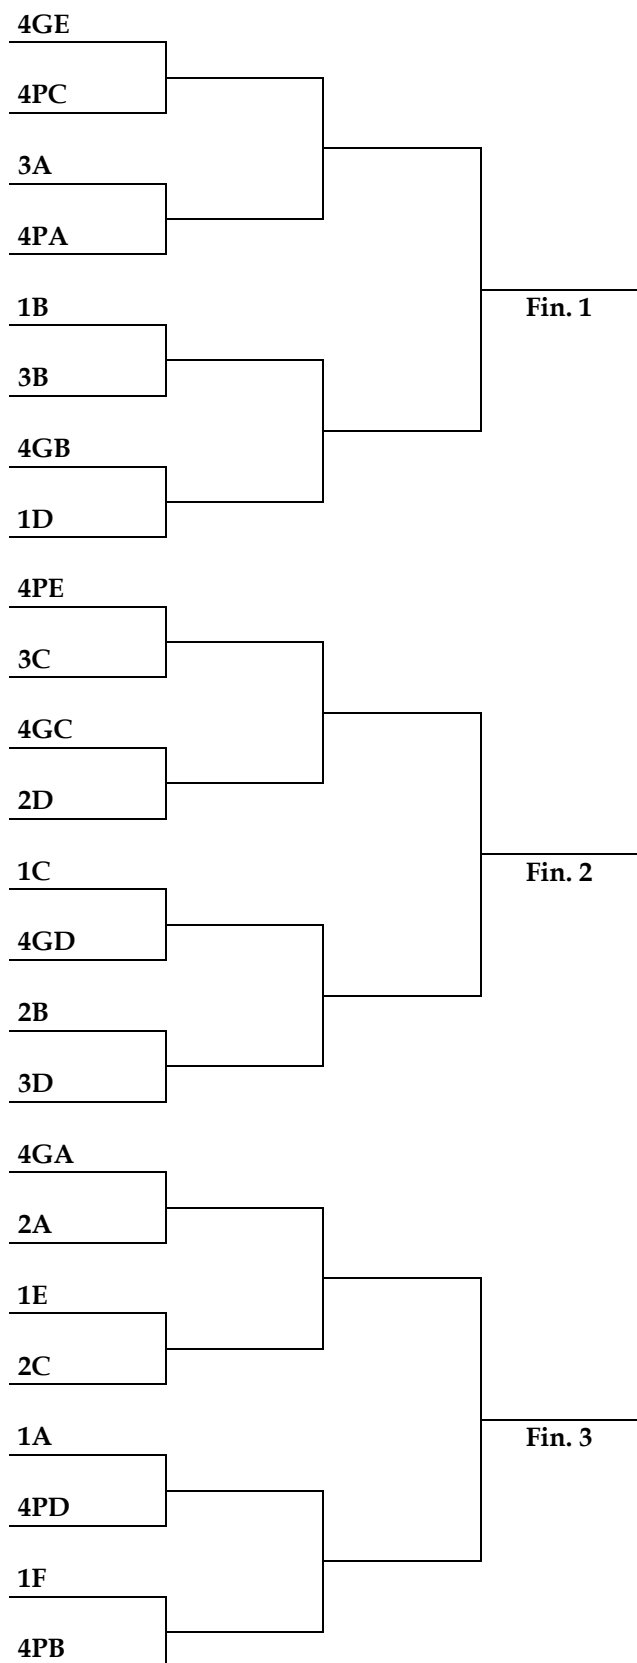 4GE
4PC
3A
4PA
1B
Fin. 1
3B
4GB
1D
4PE
3C
4GC
2D
1C
Fin. 2
4GD
2B
3D
4GA
2A
1E
2C
1A
Fin. 3
4PD
1F
4PB